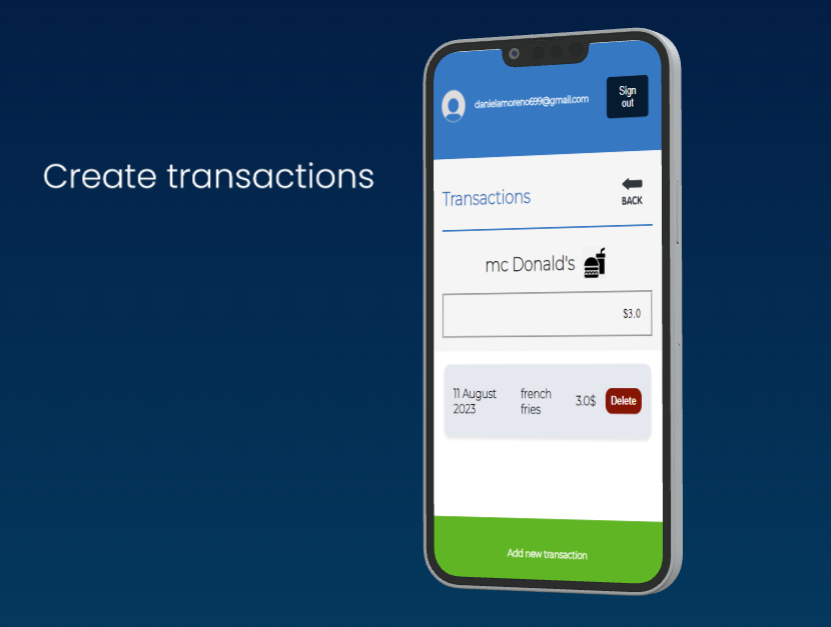 Create transactions
danielamoreno699@gmail.com
Sign
out
Transactions
BACK
mc Donald's
$3.0
11 August
2023
french
fries
3.0$
Delete
Add new transaction